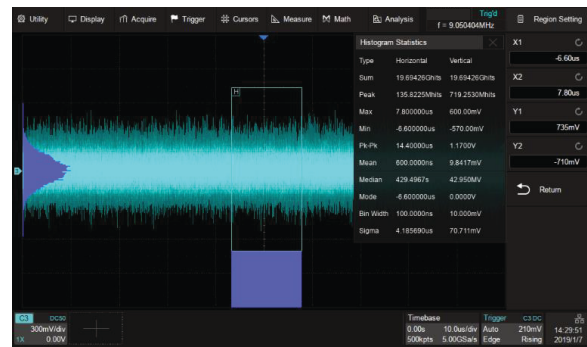 Utility Display Acquire Trigger Cursors Measure Math Analysis Trig'd f = 9.050404MHz Region Setting
Histogram Statistics
Type Horizontal Vertical
Sum 19.69426Ghits 19.69426Ghits
Peak 135.8225Mhits 719.2530Mhits
Max 7.800000us 600.00mV
Min -6.600000us -570.00mV
Pk-Pk 14.40000us 1.1700V
Mean 600.0000ns 9.8417mV
Median 429.4967s 42.950MV
Mode -6.600000us 0.0000V
Bin Width 100.0000ns 10.000mV
Sigma 4.185690us 70.711mV
X1
-6.60us
X2
7.80us
Y1
735mV
Y2
-710mV
Return
H
C3 DC50
300mV/div
1X 0.00V
Timebase
0.00s 10.0us/div
500kpts 5.00GSa/s
Trigger C3 DC
Auto 210mV
Edge Rising
14:29:51
2019/1/7